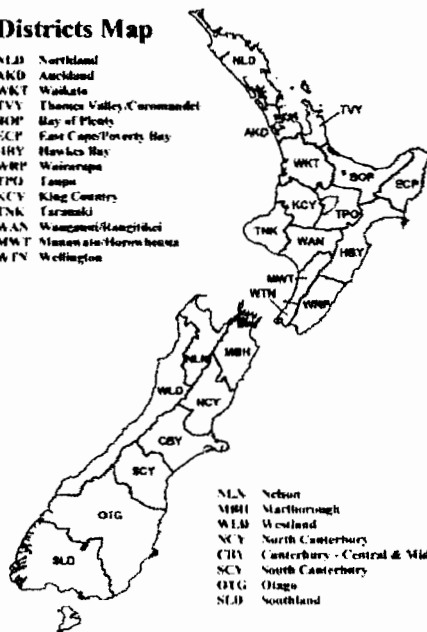 Districts Map
NLD Northland
AKD Auckland
WKT Waikato
TVY Thames Valley/Coromandel
BOP Bay of Plenty
ECP East Cape/Poverty Bay
HBY Hawkes Bay
WRP Wairarapa
TPO Taupo
KCY King Country
TNK Taranaki
WAN Wanganui/Rangitikei
MWT Manawatu/Horowhenua
WTN Wellington
NLD
TVY
AKD
WKT
BOP
ECP
KCY
TPO
TNK
WAN
HBY
MWT
WTN
WRP
NLN
MBH
WLD
NCY
CBY
SCY
OTG
SLD
NLN Nelson
MBH Marlborough
WLD Westland
NCY North Canterbury
CBY Canterbury - Central & Mid
SCY South Canterbury
OTG Otago
SLD Southland